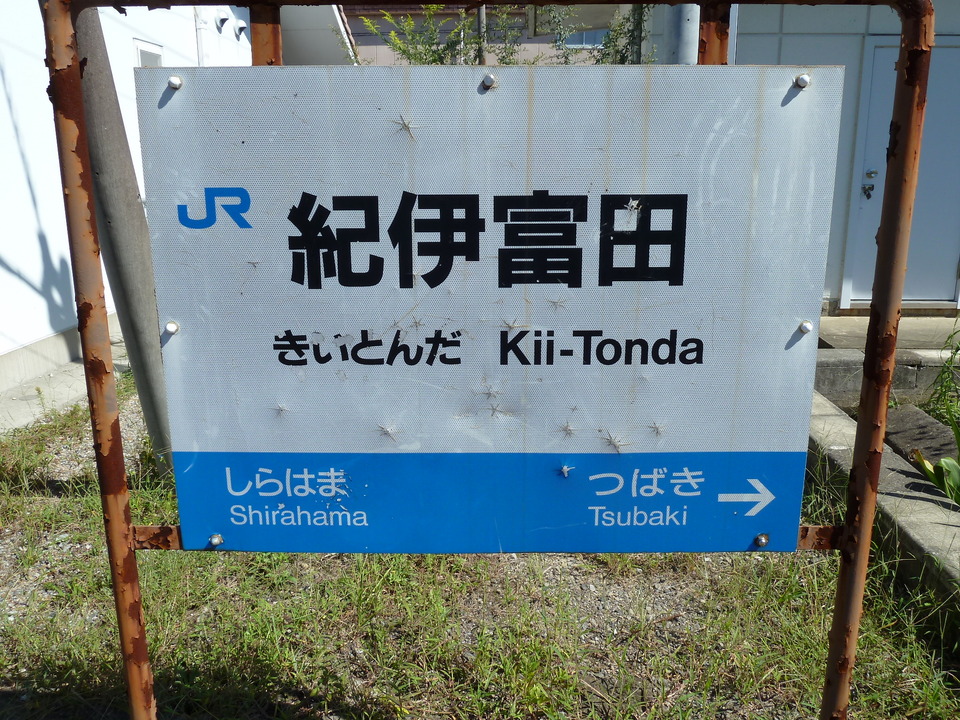 JR
紀伊富田
きいとんだ Kii-Tonda
しらはま つばき →
Shirahama Tsubaki